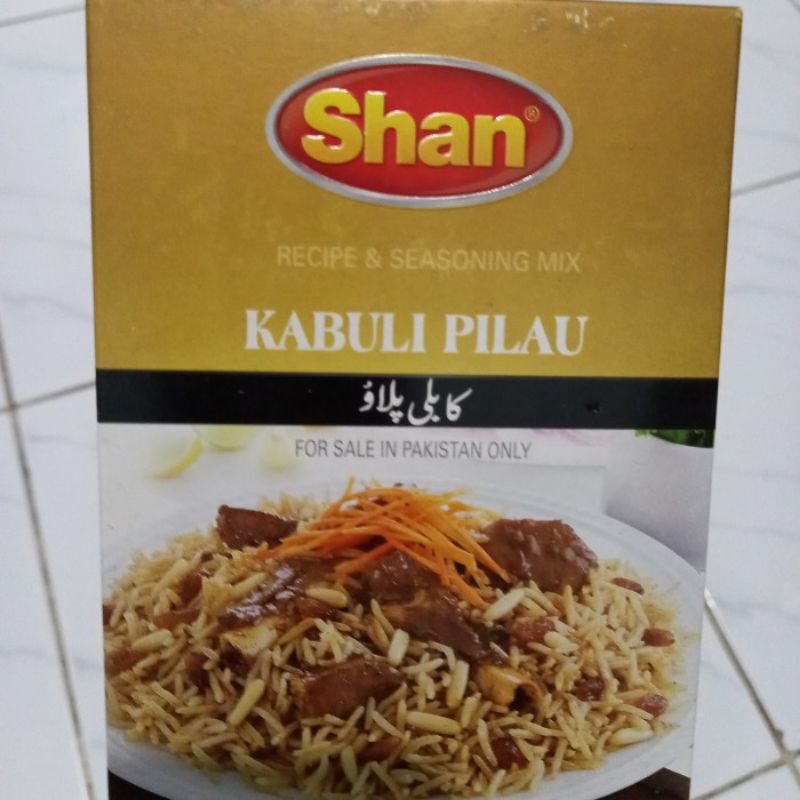 Shan®
RECIPE & SEASONING MIX
KABULI PILAU
کابلی پلاؤ
FOR SALE IN PAKISTAN ONLY